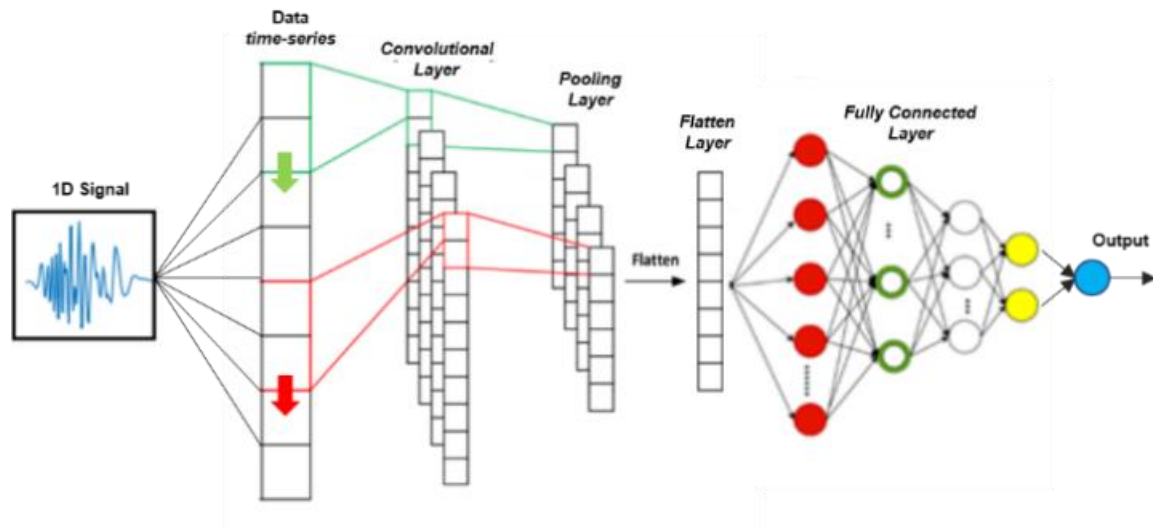 1D Signal
Data
time-series
Convolutional
Layer
Pooling
Layer
Flatten
Flatten
Layer
Fully Connected
Layer
Output